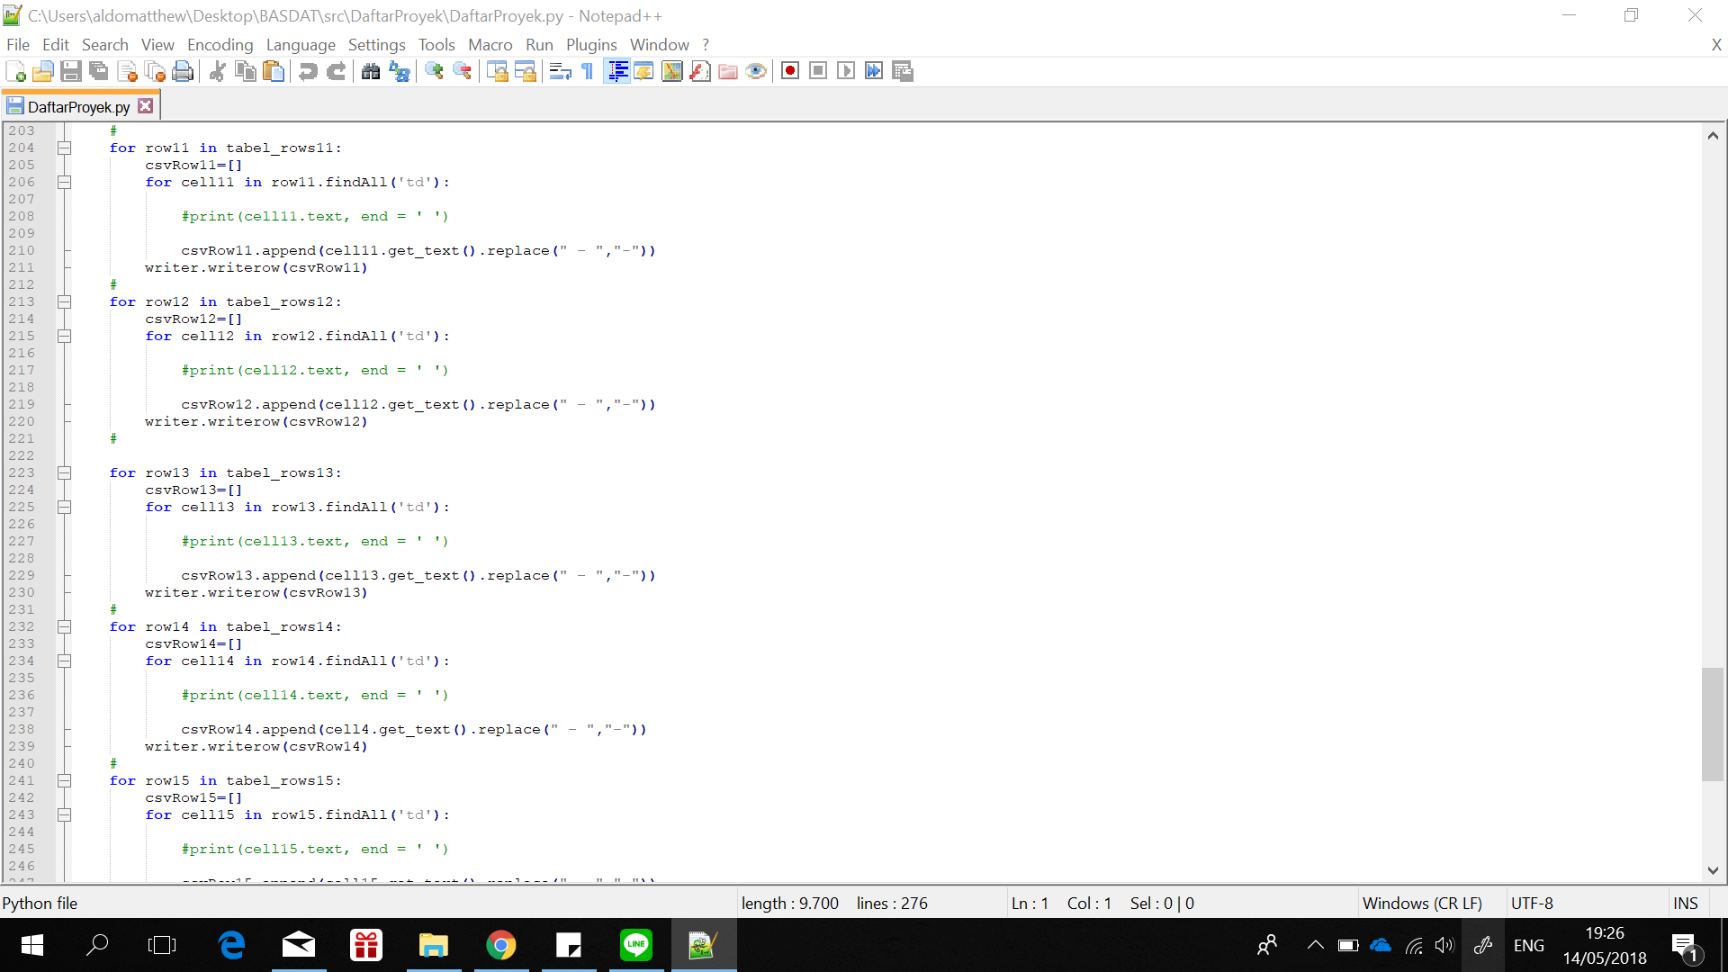 C:\Users\aldomatthew\Desktop\BASDAT\src\DaftarProyek\DaftarProyek.py - Notepad++
File Edit Search View Encoding Language Settings Tools Macro Run Plugins Window ? X
DaftarProyek.py
203 #
204 for row11 in tabel_rows11:
205 csvRow11=[]
206 for cell11 in row11.findAll('td'):
207
208 #print(cell11.text, end = ' ')
209
210 csvRow11.append(cell11.get_text().replace(" - ","-"))
211 writer.writerow(csvRow11)
212 #
213 for row12 in tabel_rows12:
214 csvRow12=[]
215 for cell12 in row12.findAll('td'):
216
217 #print(cell12.text, end = ' ')
218
219 csvRow12.append(cell12.get_text().replace(" - ","-"))
220 writer.writerow(csvRow12)
221 #
222
223 for row13 in tabel_rows13:
224 csvRow13=[]
225 for cell13 in row13.findAll('td'):
226
227 #print(cell13.text, end = ' ')
228
229 csvRow13.append(cell13.get_text().replace(" - ","-"))
230 writer.writerow(csvRow13)
231 #
232 for row14 in tabel_rows14:
233 csvRow14=[]
234 for cell14 in row14.findAll('td'):
235
236 #print(cell14.text, end = ' ')
237
238 csvRow14.append(cell4.get_text().replace(" - ","-"))
239 writer.writerow(csvRow14)
240 #
241 for row15 in tabel_rows15:
242 csvRow15=[]
243 for cell15 in row15.findAll('td'):
244
245 #print(cell15.text, end = ' ')
246
Python file length : 9.700 lines : 276 Ln : 1 Col : 1 Sel : 0 | 0 Windows (CR LF) UTF-8 INS
LINE ENG 19:26
14/05/2018 1